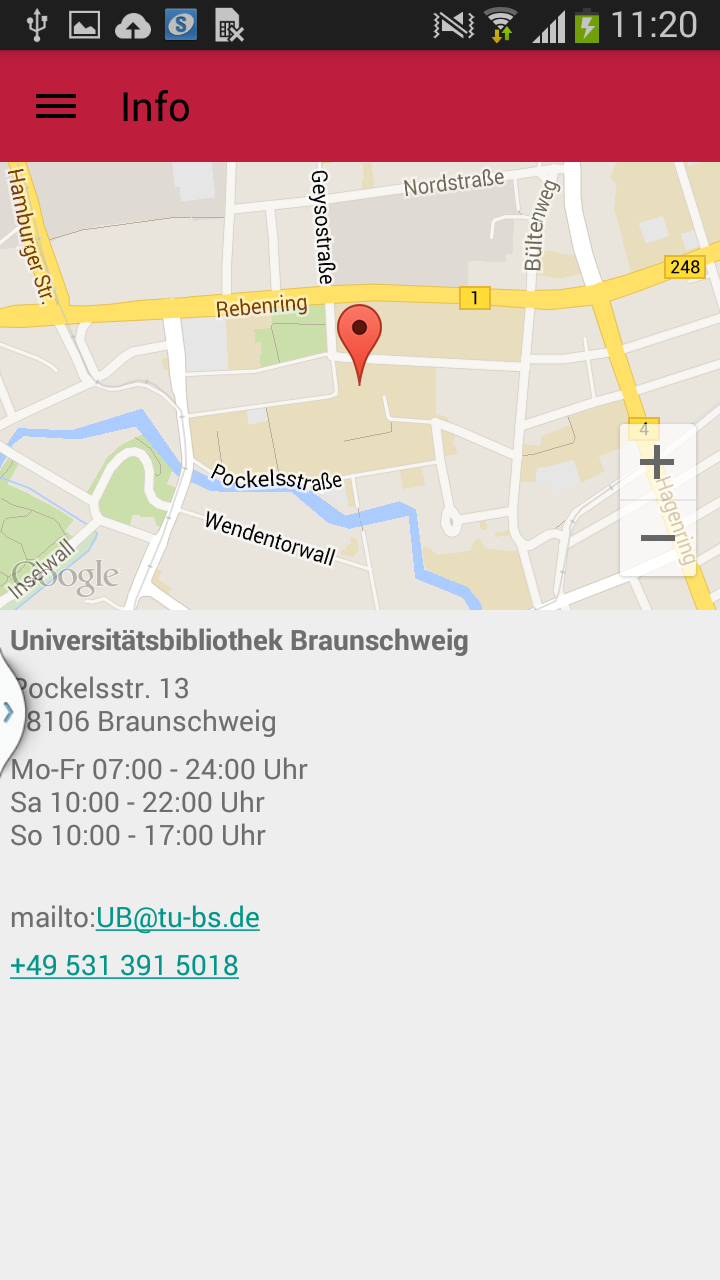 11:20
Info
Hamburger Str.
Geysostraße
Nordstraße
Bültenweg
248
1
Rebenring
4
Pockelsstraße
Wendentorwall
Hagenring
Inselwall
Google
+
−
Universitätsbibliothek Braunschweig
Pockelsstr. 13
8106 Braunschweig
Mo-Fr 07:00 - 24:00 Uhr
Sa 10:00 - 22:00 Uhr
So 10:00 - 17:00 Uhr
mailto:UB@tu-bs.de
+49 531 391 5018